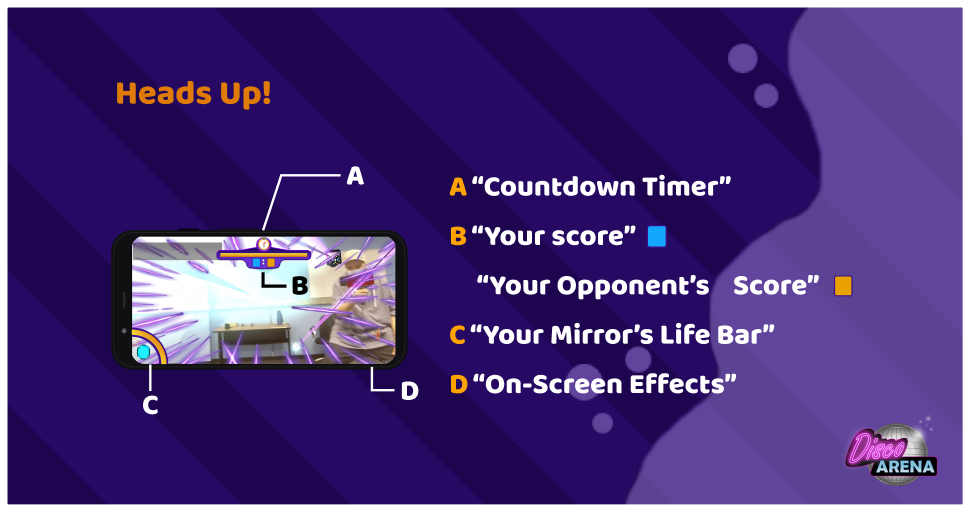 Heads Up!
A
A “Countdown Timer”
B “Your score”
B
“Your Opponent’s Score”
C “Your Mirror’s Life Bar”
D “On-Screen Effects”
D
C
Disco
ARENA